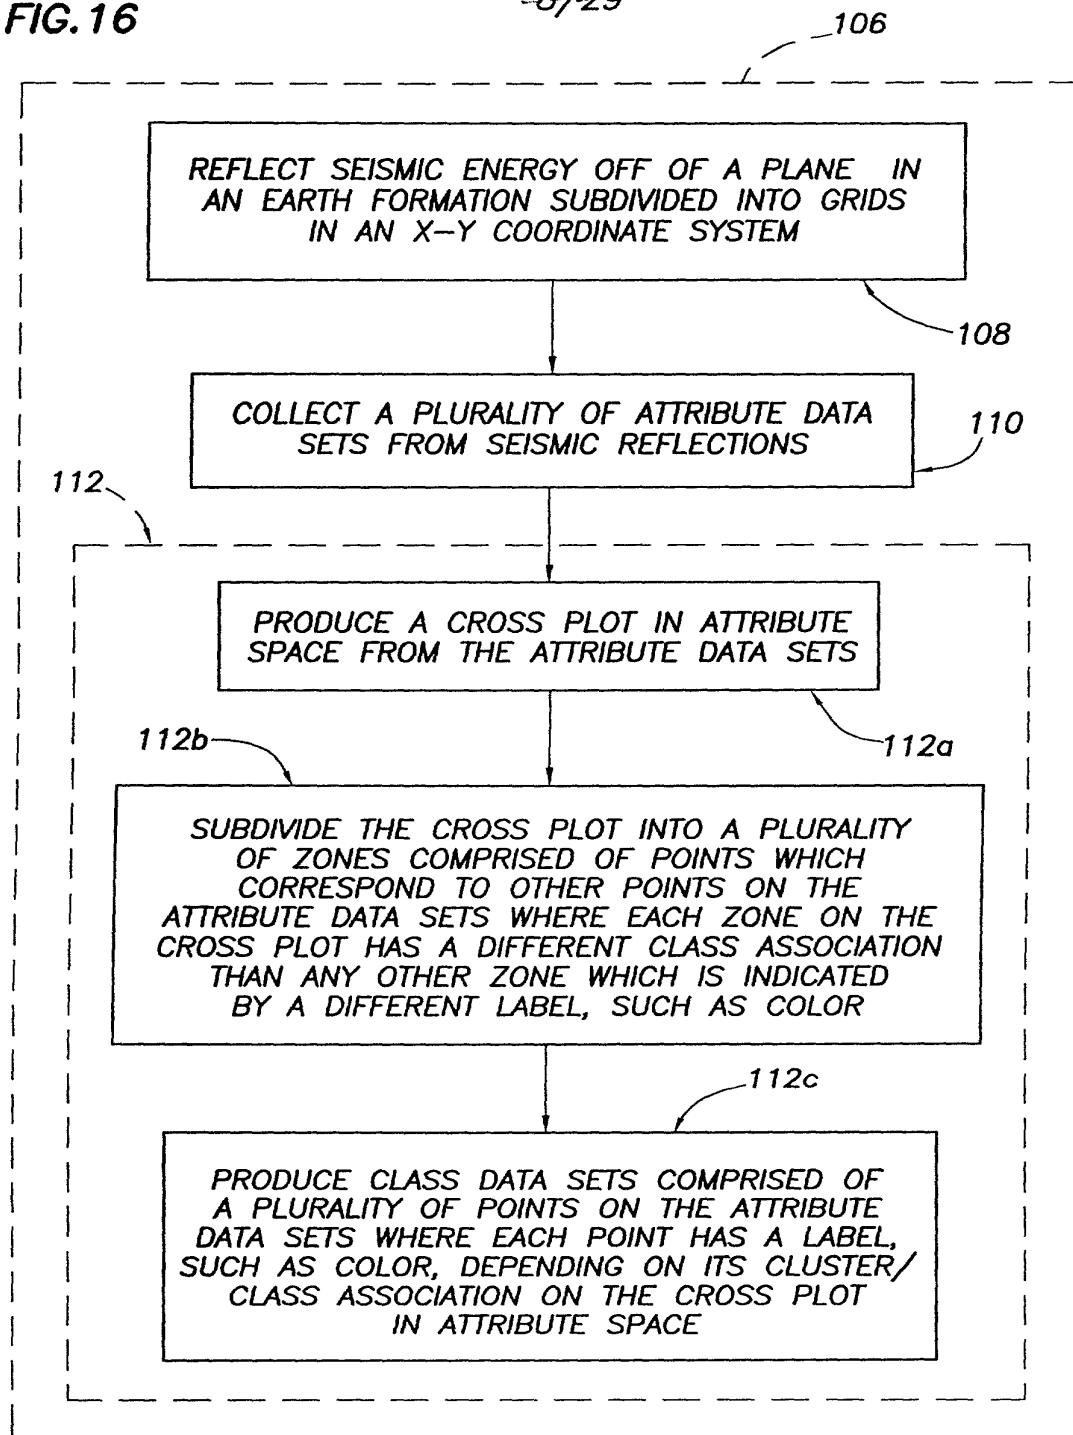 FIG. 16
106
REFLECT SEISMIC ENERGY OFF OF A PLANE IN
AN EARTH FORMATION SUBDIVIDED INTO GRIDS
IN AN X-Y COORDINATE SYSTEM
108
COLLECT A PLURALITY OF ATTRIBUTE DATA
SETS FROM SEISMIC REFLECTIONS
110
112
PRODUCE A CROSS PLOT IN ATTRIBUTE
SPACE FROM THE ATTRIBUTE DATA SETS
112a
112b
SUBDIVIDE THE CROSS PLOT INTO A PLURALITY
OF ZONES COMPRISED OF POINTS WHICH
CORRESPOND TO OTHER POINTS ON THE
ATTRIBUTE DATA SETS WHERE EACH ZONE ON THE
CROSS PLOT HAS A DIFFERENT CLASS ASSOCIATION
THAN ANY OTHER ZONE WHICH IS INDICATED
BY A DIFFERENT LABEL, SUCH AS COLOR
112c
PRODUCE CLASS DATA SETS COMPRISED OF
A PLURALITY OF POINTS ON THE ATTRIBUTE
DATA SETS WHERE EACH POINT HAS A LABEL,
SUCH AS COLOR, DEPENDING ON ITS CLUSTER/
CLASS ASSOCIATION ON THE CROSS PLOT
IN ATTRIBUTE SPACE